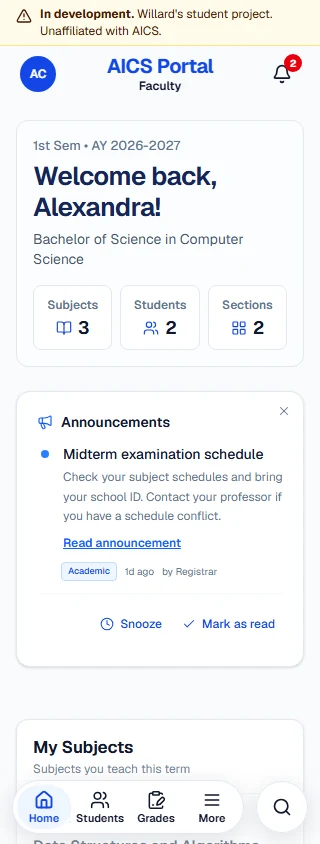 In development. Willard's student project.
Unaffiliated with AICS.
AC
AICS Portal
Faculty
2
1st Sem • AY 2026-2027
Welcome back,
Alexandra!
Bachelor of Science in Computer
Science
Subjects
3
Students
2
Sections
2
Announcements
Midterm examination schedule
Check your subject schedules and bring
your school ID. Contact your professor if
you have a schedule conflict.
Read announcement
Academic 1d ago by Registrar
Snooze Mark as read
My Subjects
Subjects you teach this term
Home Students Grades More
Data Structures and Algorithms